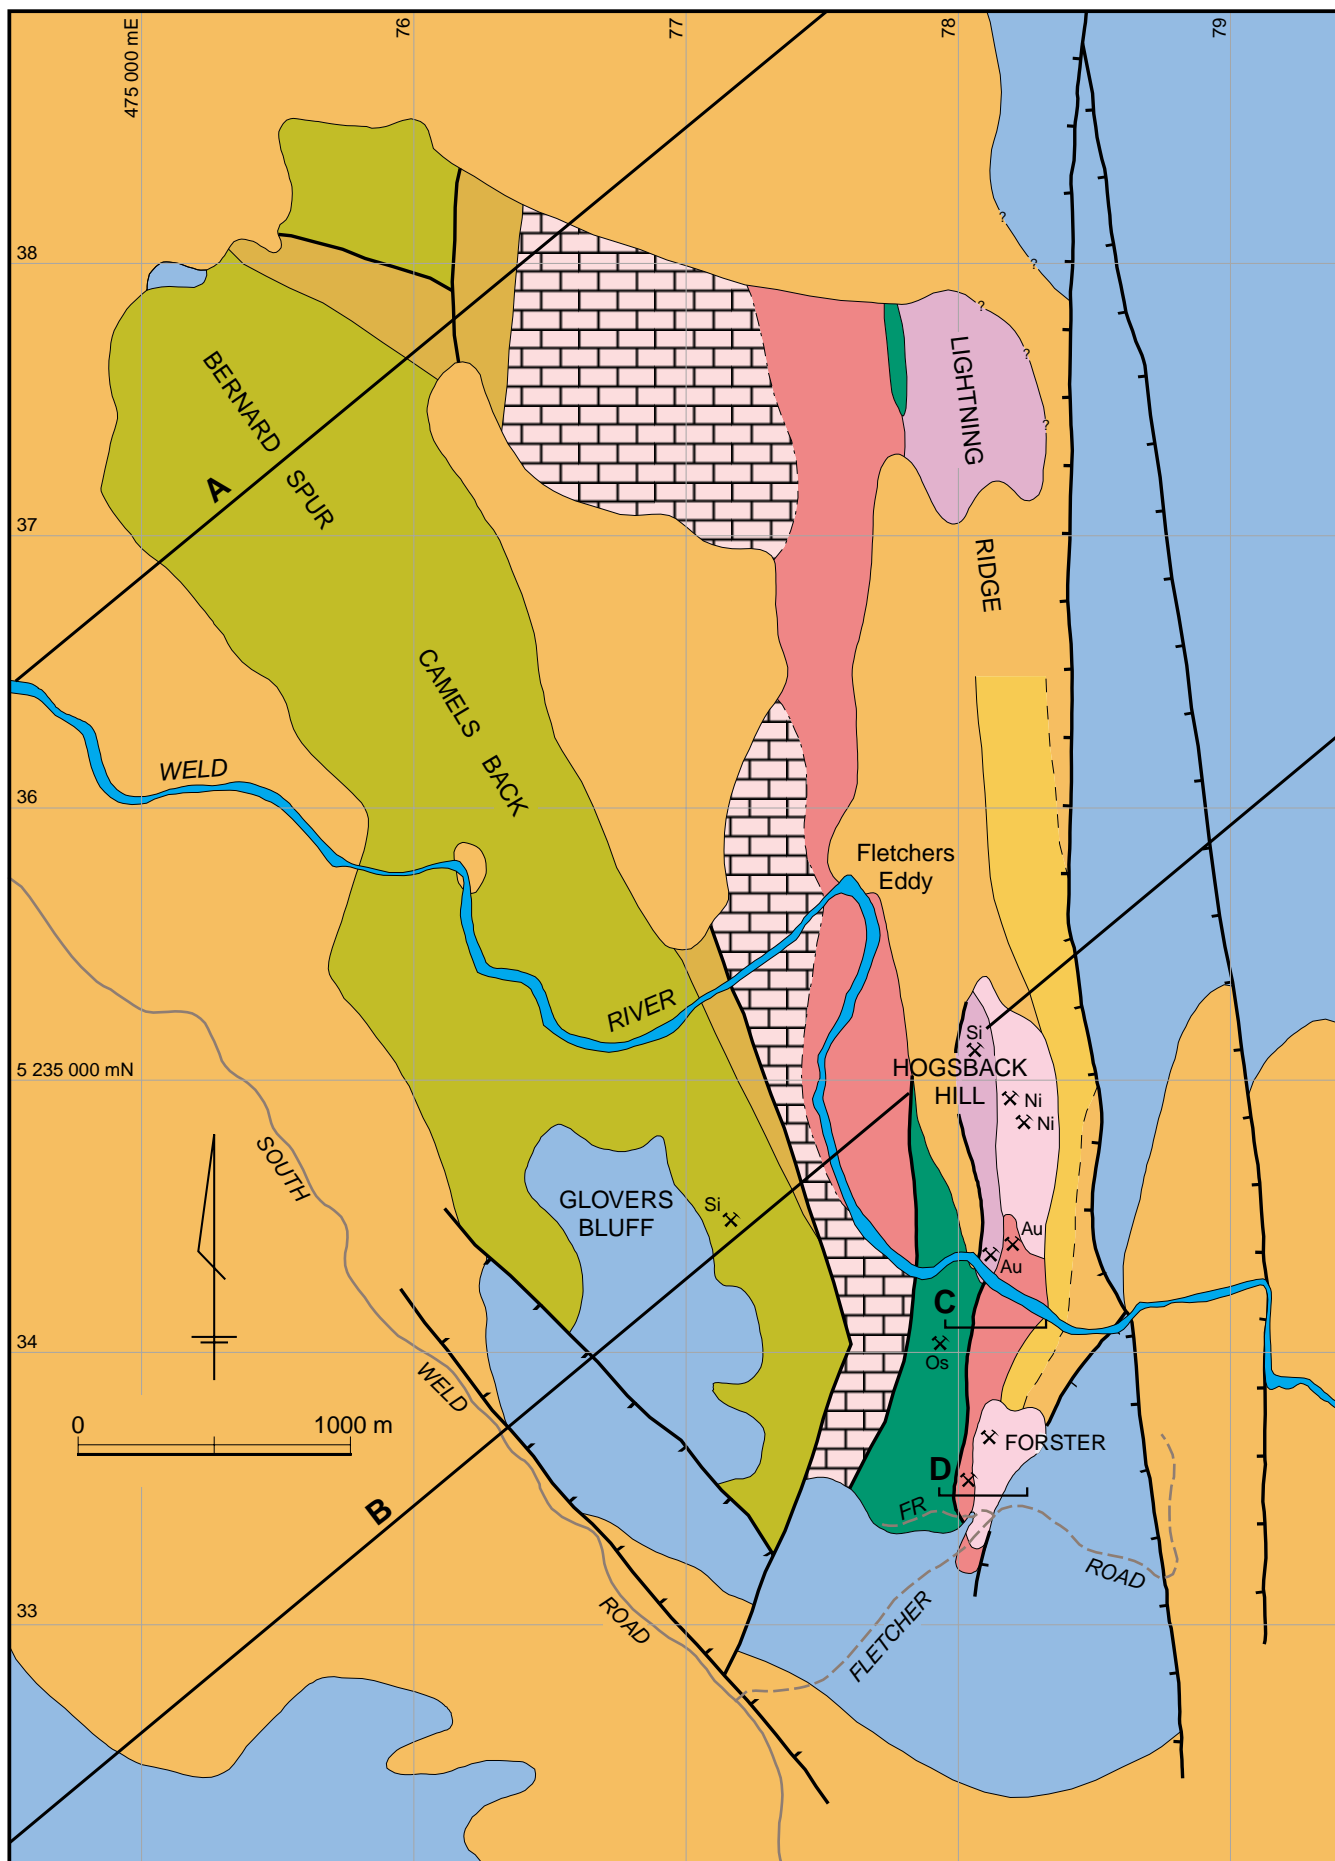 475 000 mE
76
77
78
79
38
?
?
?
LIGHTNING
?
BERNARD SPUR
?
A
37
RIDGE
CAMELS BACK
WELD
36
Fletchers
Eddy
RIVER
Si
5 235 000 mN
HOGSBACK
HILL
Ni
Ni
SOUTH
GLOVERS
BLUFF
Si
Au
Au
C
34
Os
WELD
0
1000 m
FORSTER
D
B
FR
?
ROAD
33
ROAD
FLETCHER